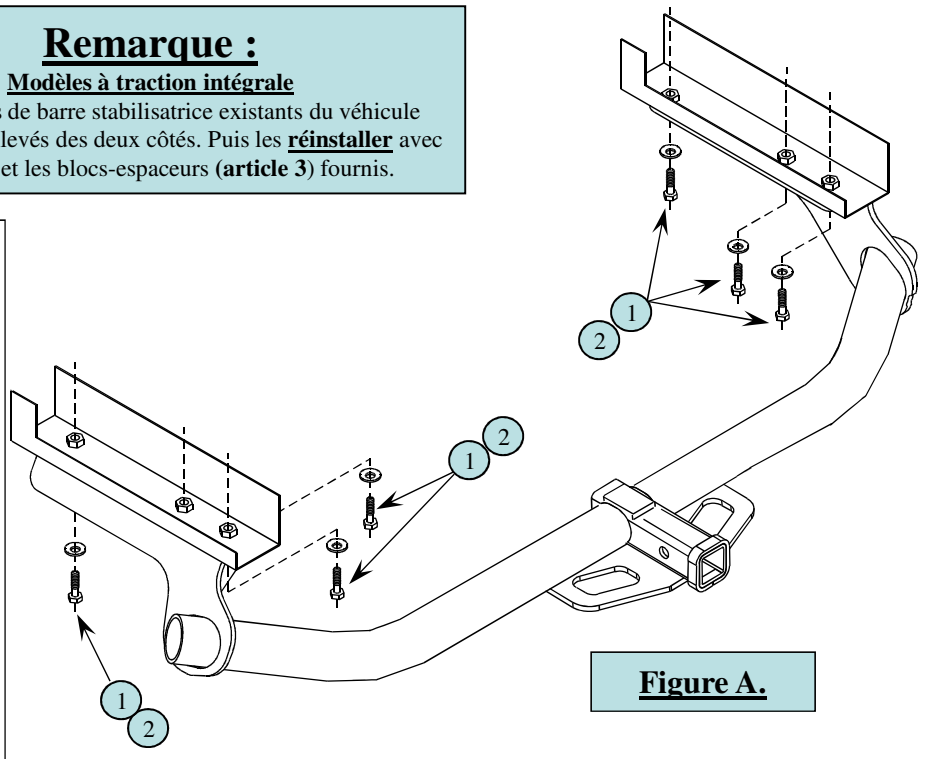 Remarque :
Modèles à traction intégrale
de barre stabilisatrice existants du véhicule
levés des deux côtés. Puis les réinstaller avec
et les blocs-espaceurs (article 3) fournis.
1
2
2
1
1
2
Figure A.